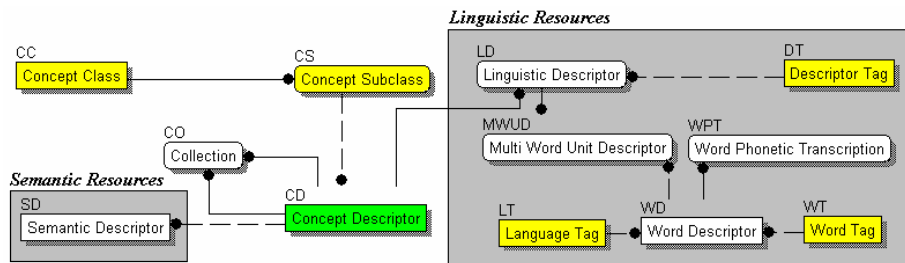 Linguistic Resources
CC
Concept Class
CS
Concept Subclass
LD
Linguistic Descriptor
DT
Descriptor Tag
CO
Collection
MWUD
Multi Word Unit Descriptor
WPT
Word Phonetic Transcription
Semantic Resources
SD
Semantic Descriptor
CD
Concept Descriptor
LT
Language Tag
WD
Word Descriptor
WT
Word Tag